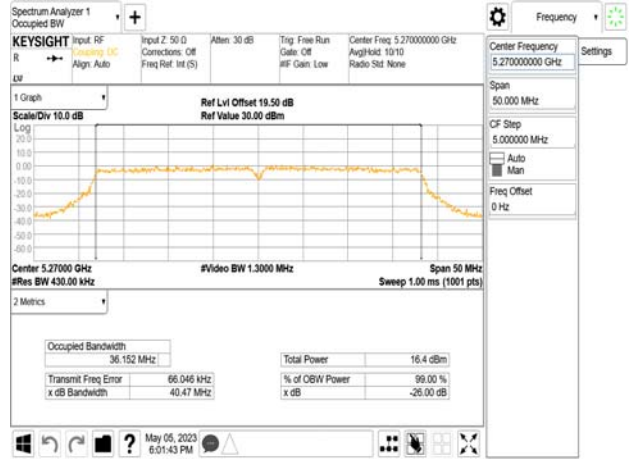 Spectrum Analyzer 1
Occupied BW
KEYSIGHT
R
LXI
Input: RF
Coupling: DC
Align: Auto
Input Z: 50 Ω
Corrections: Off
Freq Ref: Int (S)
Atten: 30 dB
Trig: Free Run
Gate: Off
#IF Gain: Low
Center Freq: 5.270000000 GHz
Avg|Hold: 10/10
Radio Std: None
1 Graph
Scale/Div 10.0 dB
Ref Lvl Offset 19.50 dB
Ref Value 30.00 dBm
Log
20.0
10.0
0.00
-10.0
-20.0
-30.0
-40.0
-50.0
-60.0
Center 5.27000 GHz
#Res BW 430.00 kHz
#Video BW 1.3000 MHz
Span 50 MHz
Sweep 1.00 ms (1001 pts)
2 Metrics
Occupied Bandwidth
36.152 MHz
Transmit Freq Error 66.046 kHz
x dB Bandwidth 40.47 MHz
Total Power 16.4 dBm
% of OBW Power 99.00 %
x dB -26.00 dB
May 05, 2023
6:01:43 PM
Frequency
Settings
Center Frequency
5.270000000 GHz
Span
50.000 MHz
CF Step
5.000000 MHz
Auto
Man
Freq Offset
0 Hz